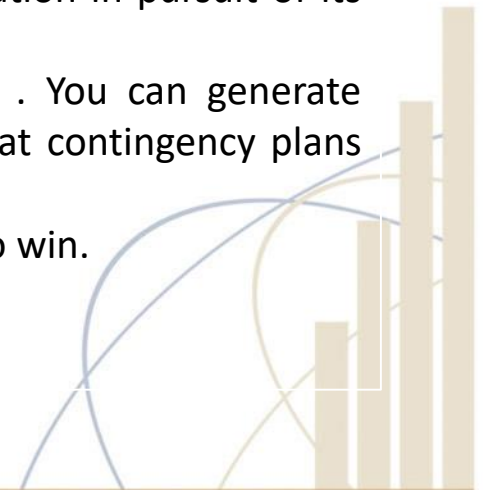 ation in pursuit of its
. You can generate
at contingency plans
o win.